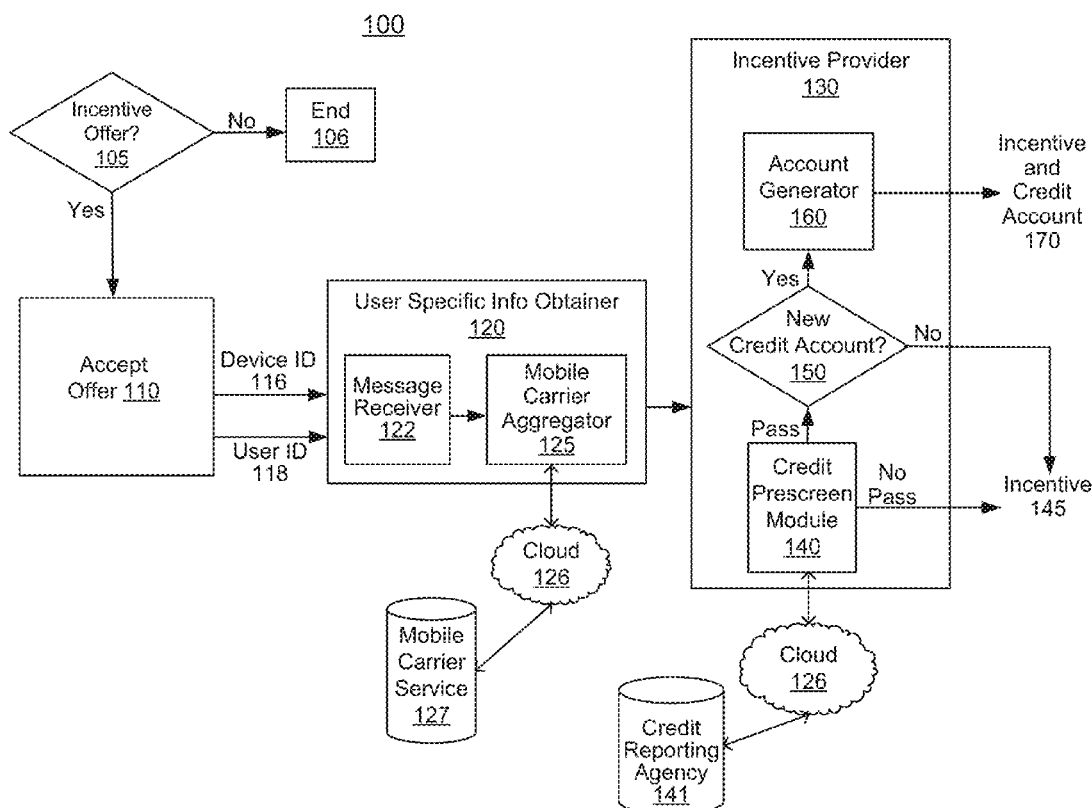 100
Incentive
Offer?
105
No
End
106
Yes
Accept
Offer 110
Device ID
116
User ID
118
User Specific Info Obtainer
120
Message
Receiver
122
Mobile
Carrier
Aggregator
125
Cloud
126
Mobile
Carrier
Service
127
Incentive Provider
130
Account
Generator
160
Incentive
and
Credit
Account
170
Yes
New
Credit Account?
150
No
Pass
Credit
Prescreen
Module
140
No
Pass
Incentive
145
Cloud
126
Credit
Reporting
Agency
141